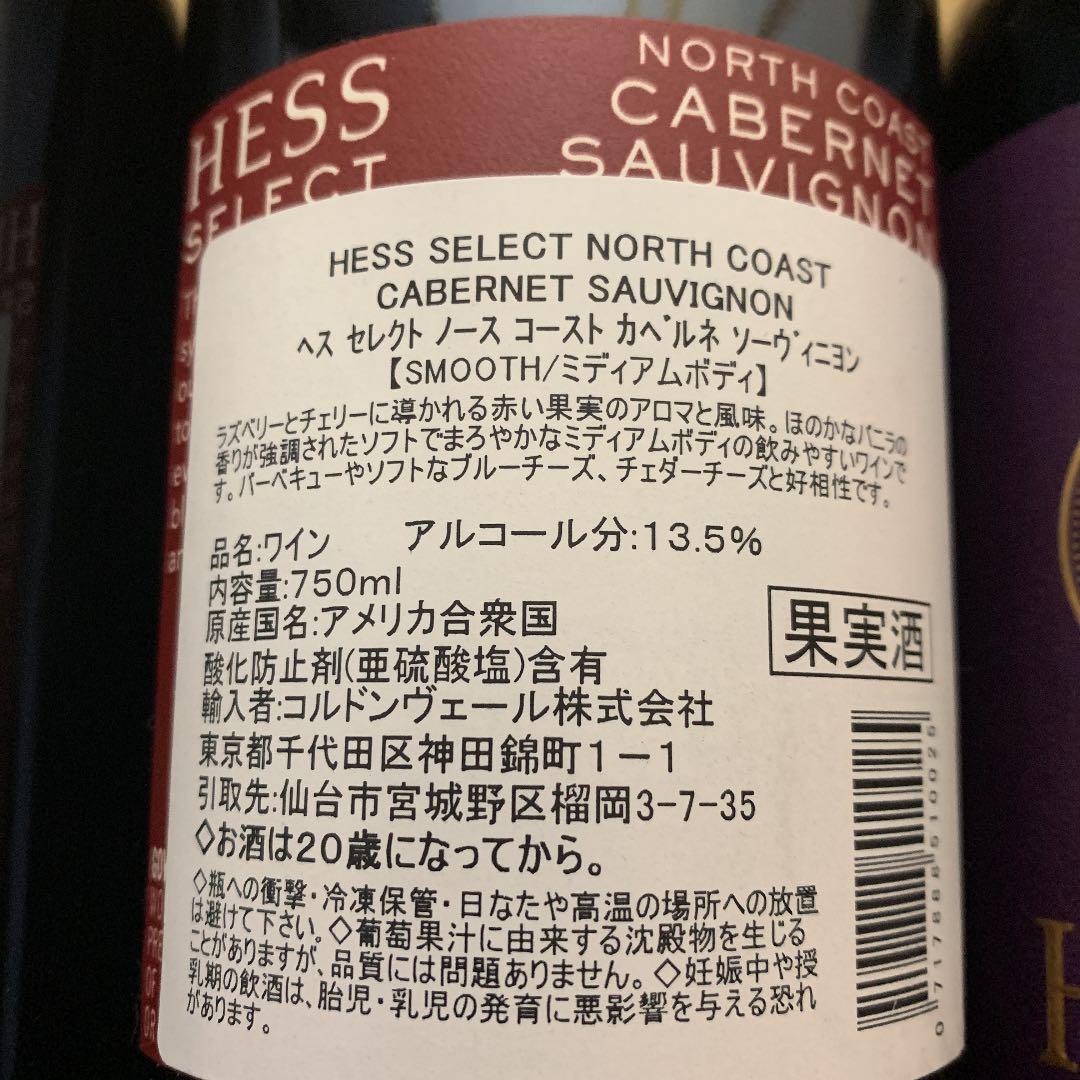 HESS
SELECT
NORTH COAST
CABERNET
SAUVIGNON
HESS SELECT NORTH COAST
CABERNET SAUVIGNON
ヘス セレクト ノース コースト カベルネ ソーヴィニヨン
【SMOOTH/ミディアムボディ】
ラズベリーとチェリーに導かれる赤い果実のアロマと風味。ほのかなバニラの
香りが強調されたソフトでまろやかなミディアムボディの飲みやすいワインで
す。バーベキューやソフトなブルーチーズ、チェダーチーズと好相性です。
品名:ワイン アルコール分:13.5%
内容量:750ml
原産国名:アメリカ合衆国
果実酒
酸化防止剤(亜硫酸塩)含有
輸入者:コルドンヴェール株式会社
東京都千代田区神田錦町1-1
引取先:仙台市宮城野区榴岡3-7-35
◇お酒は20歳になってから。
◇瓶への衝撃・冷凍保管・日なたや高温の場所への放置
は避けて下さい。◇葡萄果汁に由来する沈殿物を生じる
ことがありますが、品質には問題ありません。◇妊娠中や授
乳期の飲酒は、胎児・乳児の発育に悪影響を与える恐れ
があります。